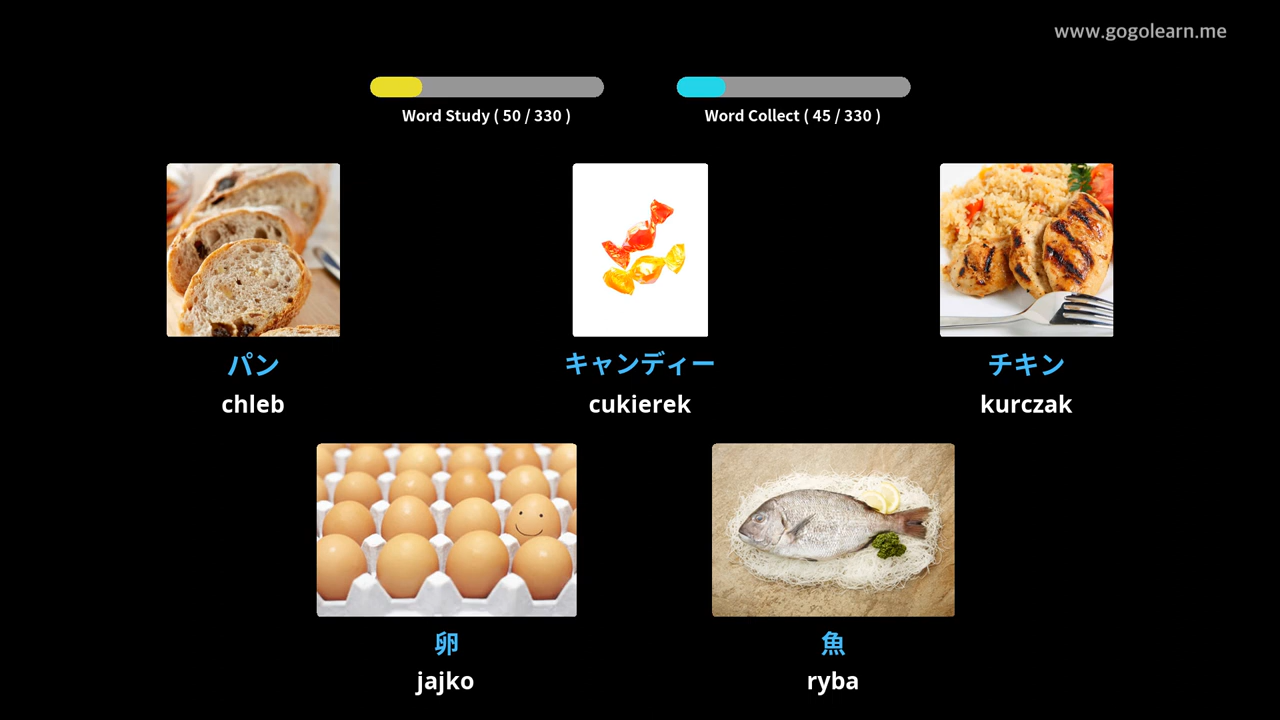 www.gogolearn.me
Word Study ( 50 / 330 )
Word Collect ( 45 / 330 )
パン
キャンディー
チキン
chleb
cukierek
kurczak
卵
魚
jajko
ryba